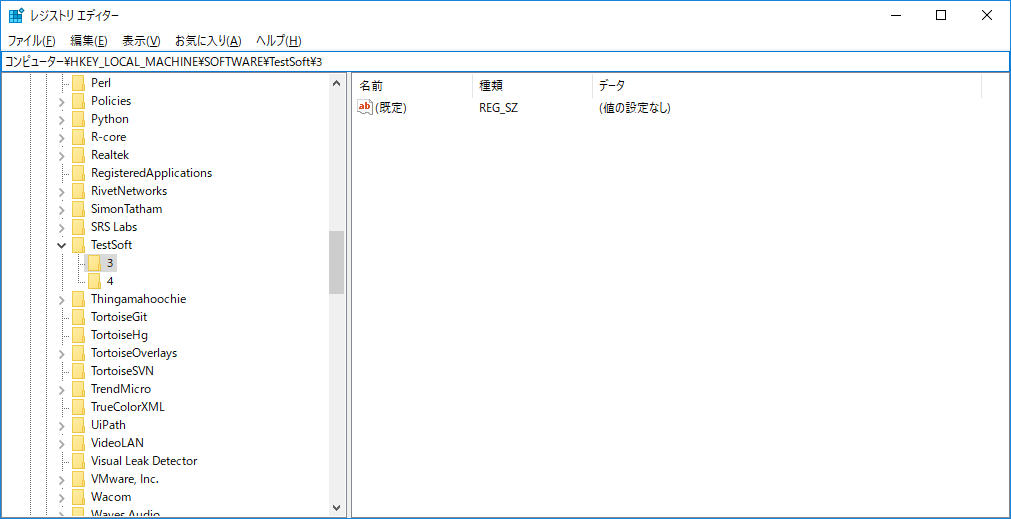 レジストリ エディター
ファイル(F) 編集(E) 表示(V) お気に入り(A) ヘルプ(H)
コンピューター¥HKEY_LOCAL_MACHINE¥SOFTWARE¥TestSoft¥3
Perl
Policies
Python
R-core
Realtek
RegisteredApplications
RivetNetworks
SimonTatham
SRS Labs
TestSoft
3
4
Thingamahoochie
TortoiseGit
TortoiseHg
TortoiseOverlays
TortoiseSVN
TrendMicro
TrueColorXML
UiPath
VideoLAN
Visual Leak Detector
VMware, Inc.
Wacom
Waves Audio
名前 種類 データ
ab (既定) REG_SZ (値の設定なし)